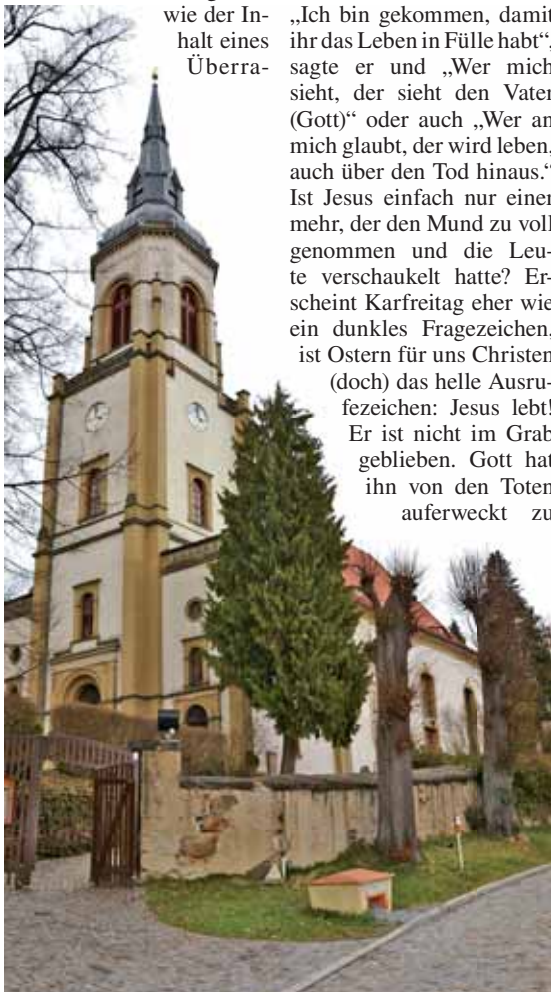 wie der In-
halt eines
Überra-
„Ich bin gekommen, damit
ihr das Leben in Fülle habt“,
sagte er und „Wer mich
sieht, der sieht den Vater
(Gott)“ oder auch „Wer an
mich glaubt, der wird leben,
auch über den Tod hinaus.“
Ist Jesus einfach nur einer
mehr, der den Mund zu voll
genommen und die Leu-
te verschaukelt hatte? Er-
scheint Karfreitag eher wie
ein dunkles Fragezeichen,
ist Ostern für uns Christen
(doch) das helle Ausru-
fezeichen: Jesus lebt!
Er ist nicht im Grab
geblieben. Gott hat
ihn von den Toten
auferweckt zu